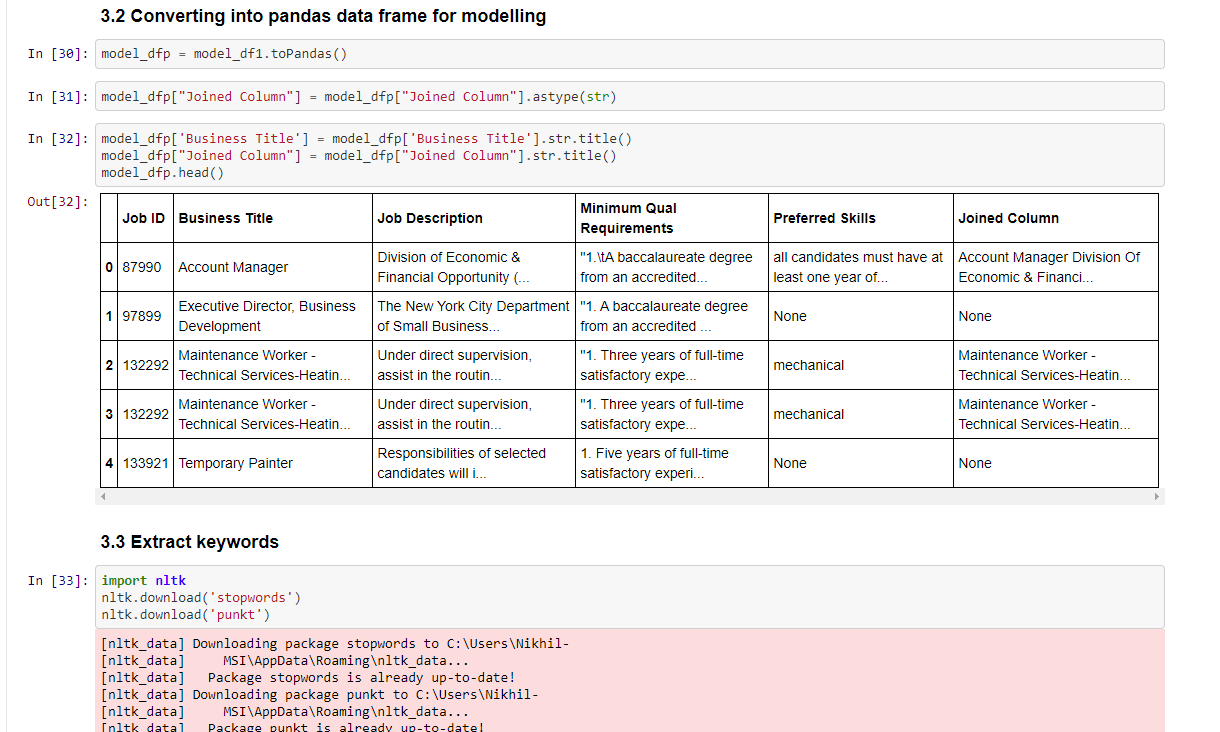 3.2 Converting into pandas data frame for modelling
In [30]: model_dfp = model_df1.toPandas()
In [31]: model_dfp["Joined Column"] = model_dfp["Joined Column"].astype(str)
In [32]: model_dfp['Business Title'] = model_dfp['Business Title'].str.title()
model_dfp["Joined Column"] = model_dfp["Joined Column"].str.title()
model_dfp.head()
Out[32]:
Job ID Business Title Job Description Minimum Qual Preferred Skills Joined Column
Requirements
0 87990 Account Manager Division of Economic & "1.\tA baccalaureate degree all candidates must have at Account Manager Division Of
Financial Opportunity (... from an accredited... least one year of... Economic & Financi...
1 97899 Executive Director, Business The New York City Department "1. A baccalaureate degree None None
Development of Small Business... from an accredited ...
2 132292 Maintenance Worker - Under direct supervision, "1. Three years of full-time mechanical Maintenance Worker -
Technical Services-Heatin... assist in the routin... satisfactory expe... Technical Services-Heatin...
3 132292 Maintenance Worker - Under direct supervision, "1. Three years of full-time mechanical Maintenance Worker -
Technical Services-Heatin... assist in the routin... satisfactory expe... Technical Services-Heatin...
4 133921 Temporary Painter Responsibilities of selected 1. Five years of full-time None None
candidates will i... satisfactory experi...
3.3 Extract keywords
In [33]: import nltk
nltk.download('stopwords')
nltk.download('punkt')
[nltk_data] Downloading package stopwords to C:\Users\Nikhil-
[nltk_data] MSI\AppData\Roaming\nltk_data...
[nltk_data] Package stopwords is already up-to-date!
[nltk_data] Downloading package punkt to C:\Users\Nikhil-
[nltk_data] MSI\AppData\Roaming\nltk_data...
[nltk_data] Package punkt is already up-to-date!